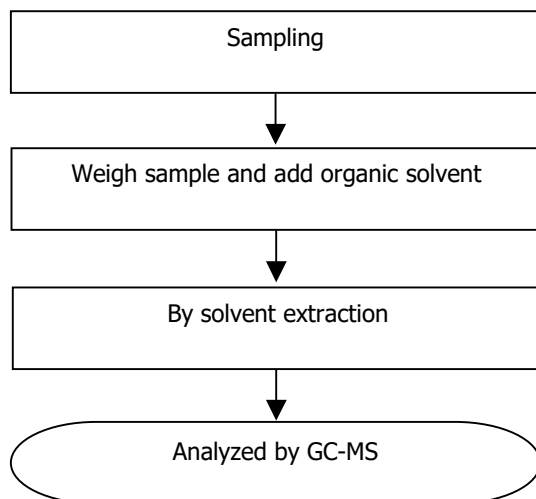 Sampling
Weigh sample and add organic solvent
By solvent extraction
Analyzed by GC-MS